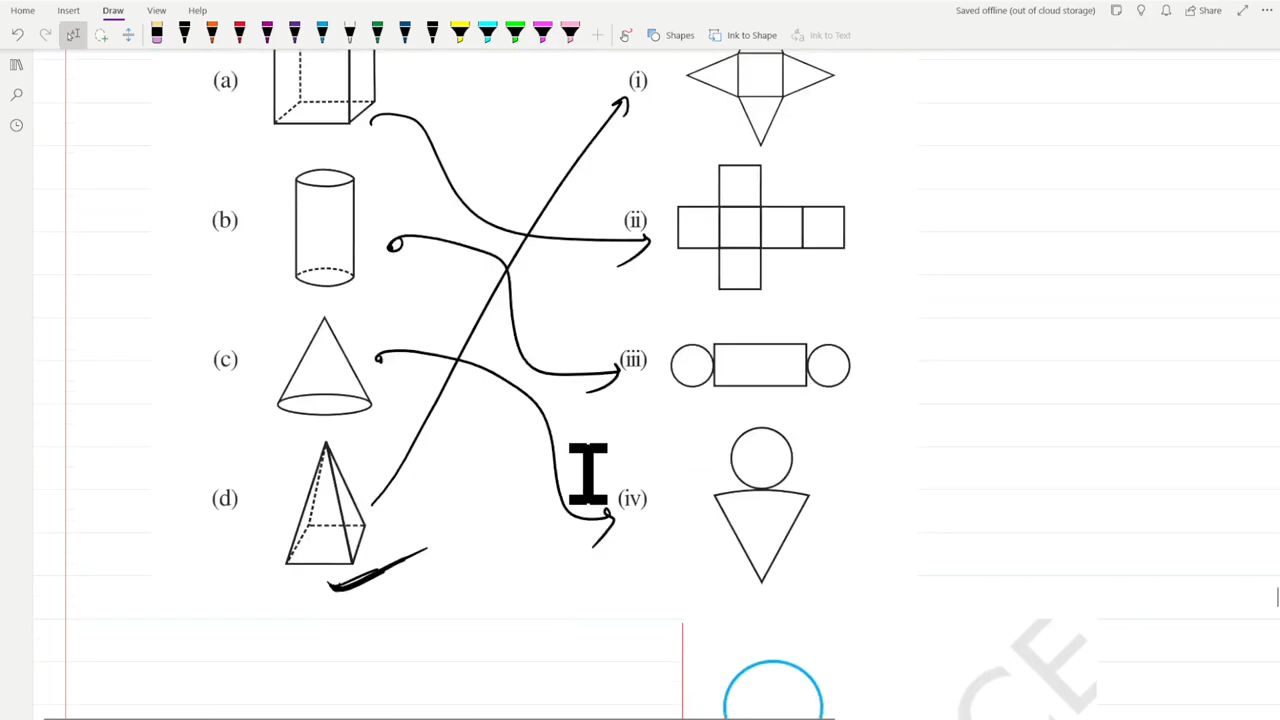 Home Insert Draw View Help
Saved offline (out of cloud storage) Share
Shapes Ink to Shape Ink to Text
(a) (i)
(b) (ii)
(c) (iii)
(d) (iv)
CE